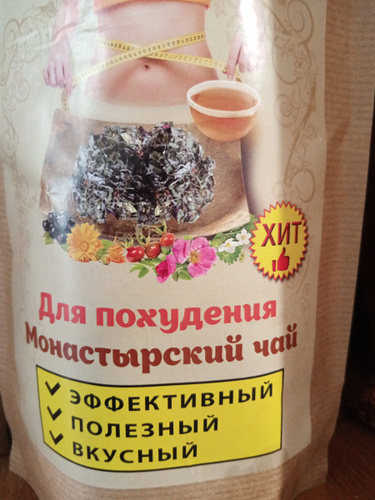 ХИТ
Для похудения
Монастырский чай
ЭФФЕКТИВНЫЙ
ПОЛЕЗНЫЙ
ВКУСНЫЙ